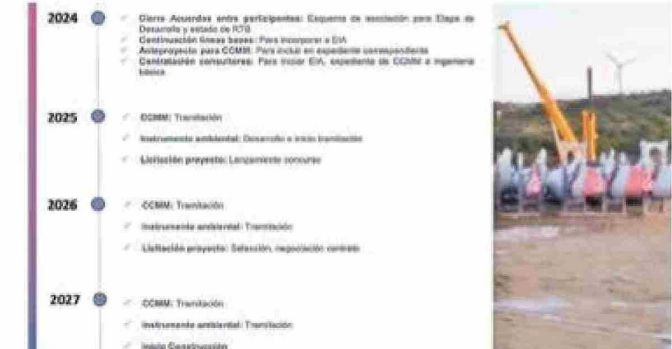 2024
Cierre Acuerdos entre participantes: Esquema de asociación para Etapa de
Desarrollo y estado de RTB
Continuación líneas bases: Para incorporar a EIA
Anteproyecto para CCMM: Para incluir en expediente correspondiente
Contratación consultores: Para iniciar EIA, expediente de CCMM e ingeniería
básica
2025
CCMM: Tramitación
Instrumento ambiental: Desarrollo e inicio tramitación
Licitación proyecto: Lanzamiento concurso
2026
CCMM: Tramitación
Instrumento ambiental: Tramitación
Licitación proyecto: Selección, negociación contrato
2027
CCMM: Tramitación
Instrumento ambiental: Tramitación
Inicio Construcción